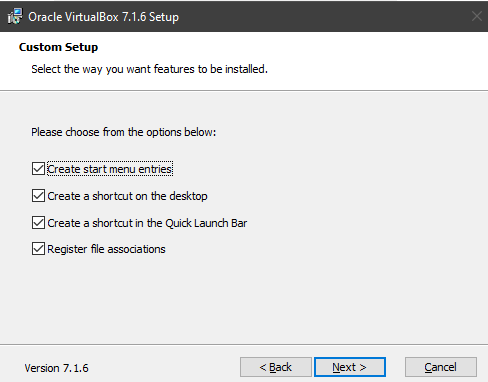 Oracle VirtualBox 7.1.6 Setup
Custom Setup
Select the way you want features to be installed.
Please choose from the options below:
Create start menu entries
Create a shortcut on the desktop
Create a shortcut in the Quick Launch Bar
Register file associations
Version 7.1.6
< Back
Next >
Cancel